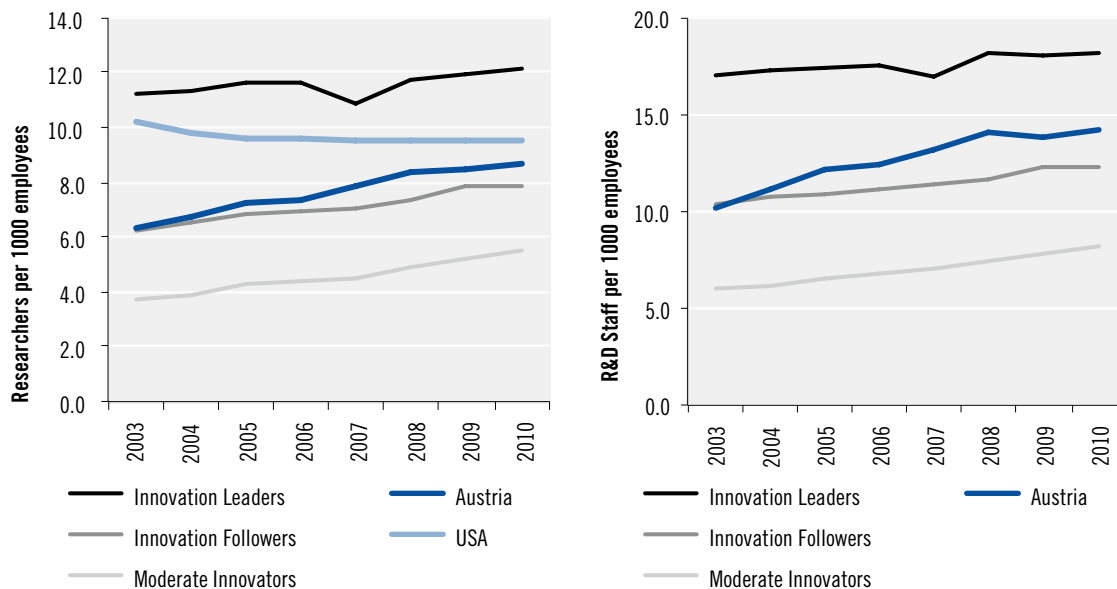 Researchers per 1000 employees
14.0
12.0
10.0
8.0
6.0
4.0
2.0
0.0
2003
2004
2005
2006
2007
2008
2009
2010
Innovation Leaders
Austria
Innovation Followers
USA
Moderate Innovators
R&D Staff per 1000 employees
20.0
15.0
10.0
5.0
0.0
2003
2004
2005
2006
2007
2008
2009
2010
Innovation Leaders
Austria
Innovation Followers
Moderate Innovators